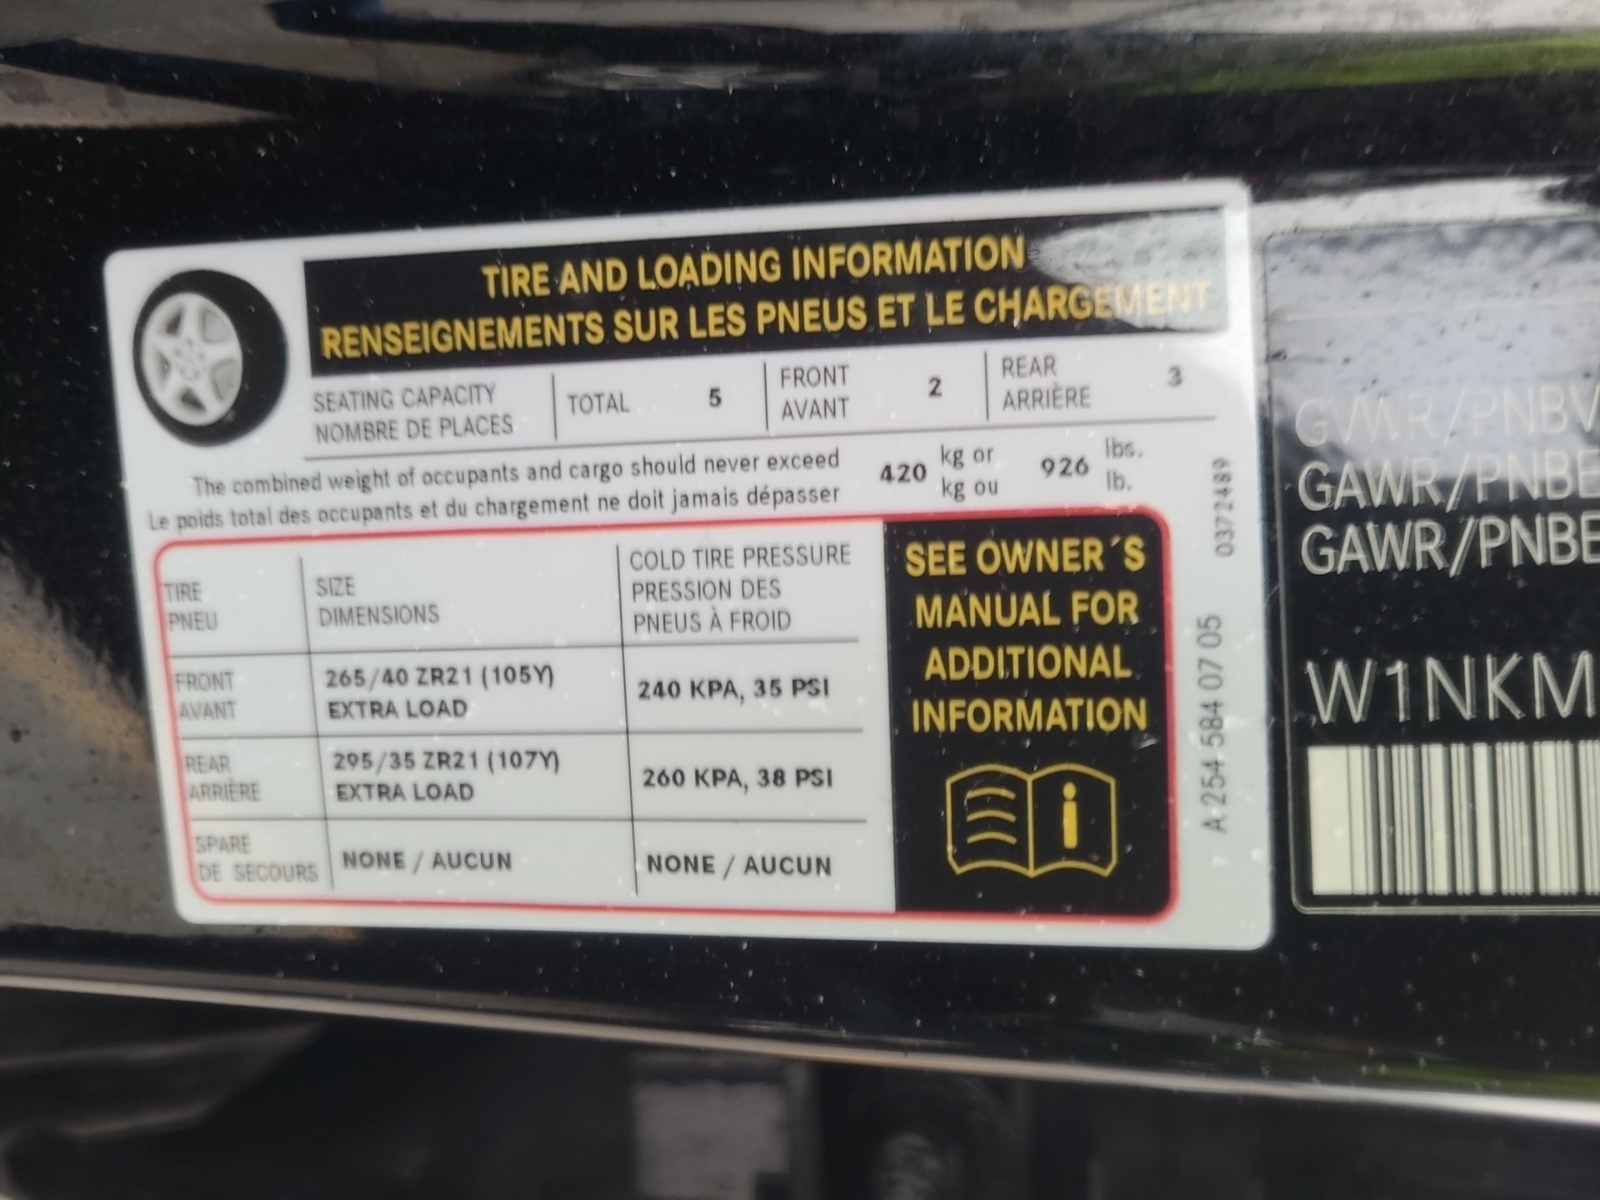 TIRE AND LOADING INFORMATION
RENSEIGNEMENTS SUR LES PNEUS ET LE CHARGEMENT
SEATING CAPACITY
NOMBRE DE PLACES
TOTAL 5
FRONT
AVANT
2
REAR
ARRIÈRE
3
The combined weight of occupants and cargo should never exceed
Le poids total des occupants et du chargement ne doit jamais dépasser
420
kg or
kg ou
926
lbs.
lb.
TIRE
PNEU
SIZE
DIMENSIONS
COLD TIRE PRESSURE
PRESSION DES
PNEUS À FROID
FRONT
AVANT
265/40 ZR21 (105Y)
EXTRA LOAD
240 KPA, 35 PSI
REAR
ARRIÈRE
295/35 ZR21 (107Y)
EXTRA LOAD
260 KPA, 38 PSI
SPARE
DE SECOURS
NONE / AUCUN
NONE / AUCUN
SEE OWNER´S
MANUAL FOR
ADDITIONAL
INFORMATION
0372489
A 254 584 07 05
GVWR/PNBV
GAWR/PNBE
GAWR/PNBE
W1NKM